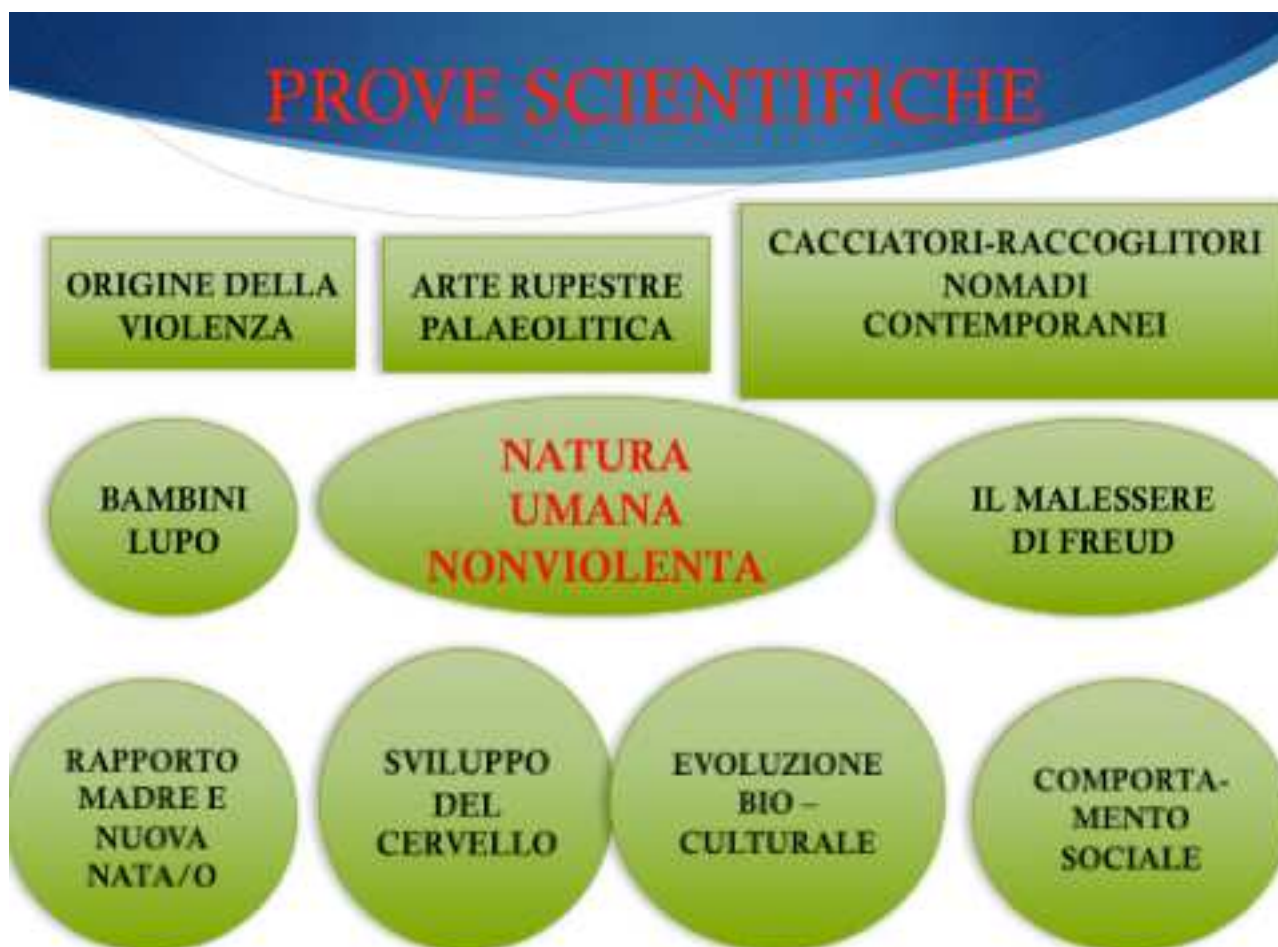 PROVE SCIENTIFICHE
ORIGINE DELLA
VIOLENZA
ARTE RUPESTRE
PALAEOLITICA
CACCIATORI-RACCOGLITORI
NOMADI
CONTEMPORANEI
BAMBINI
LUPO
NATURA
UMANA
NONVIOLENTA
IL MALESSERE
DI FREUD
RAPPORTO
MADRE E
NUOVA
NATA/O
SVILUPPO
DEL
CERVELLO
EVOLUZIONE
BIO –
CULTURALE
COMPORTA-
MENTO
SOCIALE